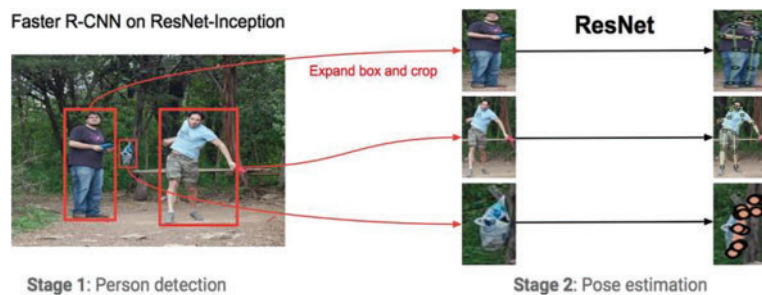 Faster R-CNN on ResNet-Inception
ResNet
Expand box and crop
Stage 1: Person detection
Stage 2: Pose estimation